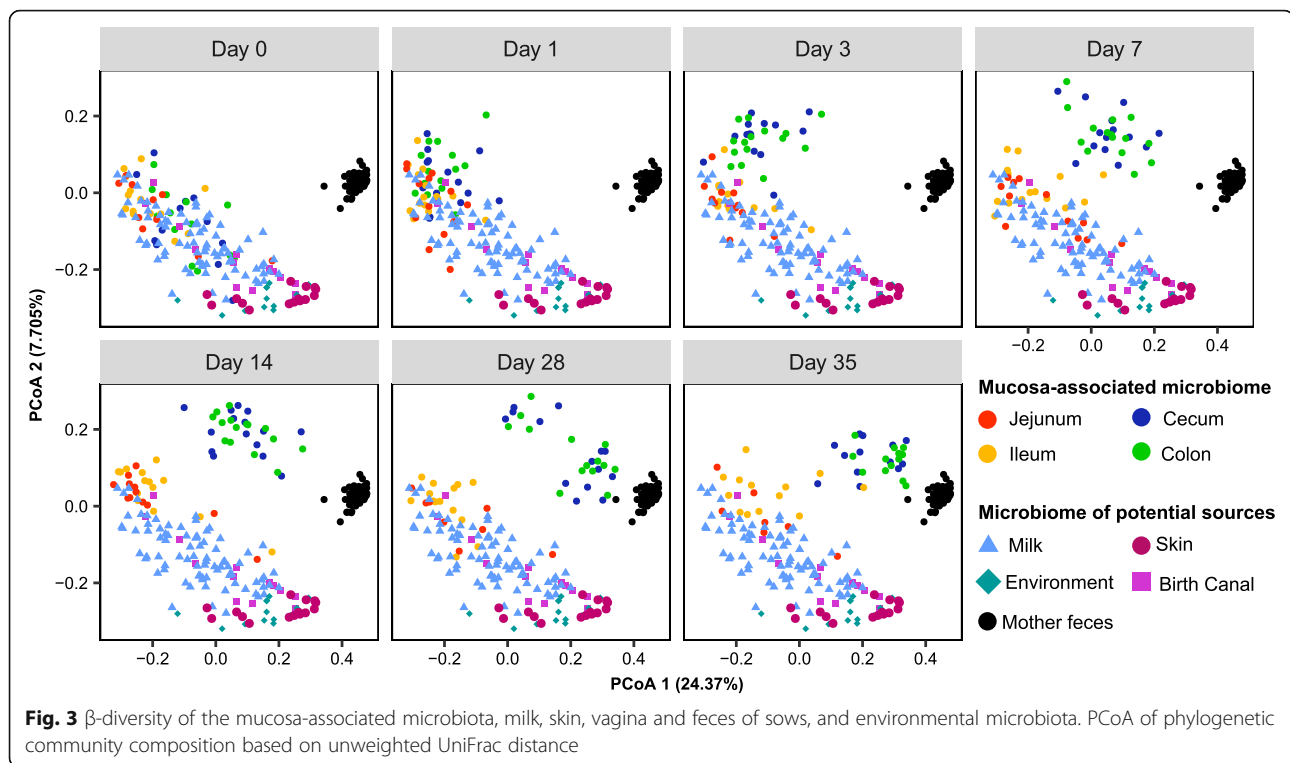 Day 0
Day 1
Day 3
Day 7
0.2
0.0
−0.2
−0.2
0.0
0.2
0.4
PCoA 2 (7.705%)
Day 14
Day 28
Day 35
0.2
0.0
−0.2
−0.2
0.0
0.2
0.4
−0.2
0.0
0.2
0.4
−0.2
0.0
0.2
0.4
PCoA 1 (24.37%)
Mucosa-associated microbiome
Jejunum
Cecum
Ileum
Colon
Microbiome of potential sources
Milk
Skin
Environment
Birth Canal
Mother feces
Fig. 3 β-diversity of the mucosa-associated microbiota, milk, skin, vagina and feces of sows, and environmental microbiota. PCoA of phylogenetic
community composition based on unweighted UniFrac distance